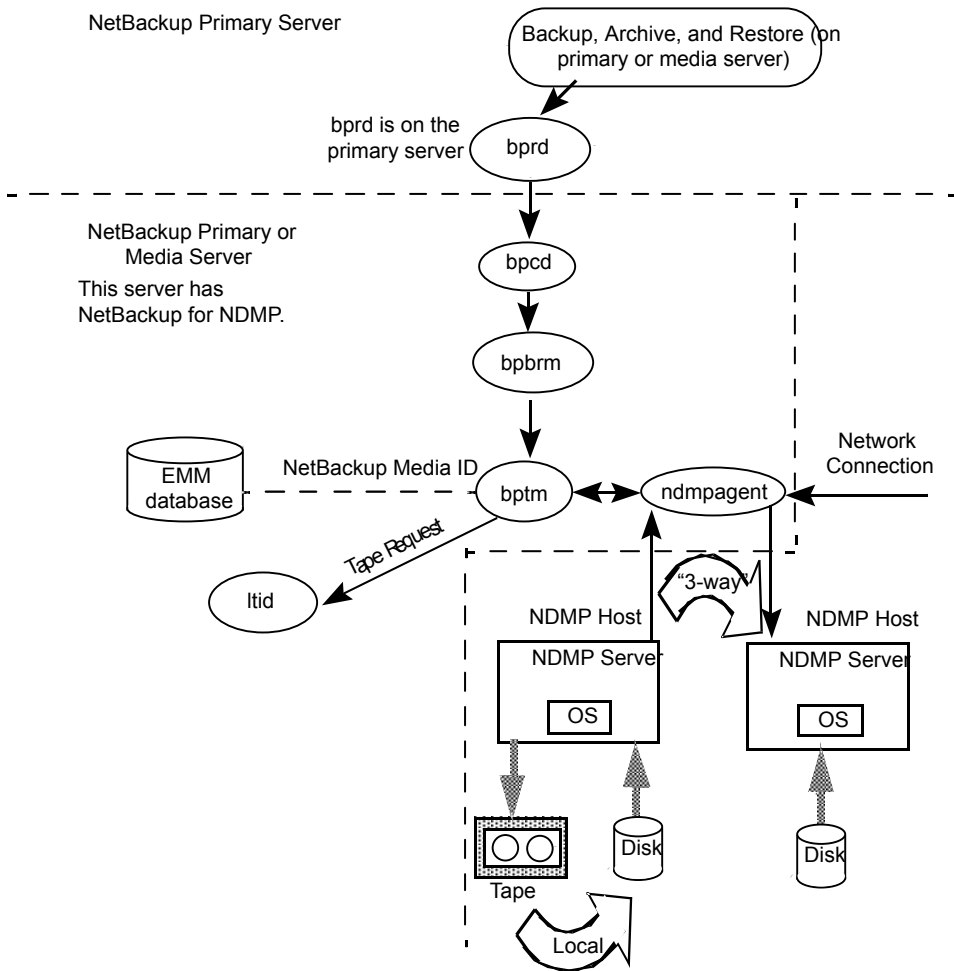 NetBackup Primary Server
Backup, Archive, and Restore (on
primary or media server)
bprd is on the
primary server
bprd
NetBackup Primary or
Media Server
This server has
NetBackup for NDMP.
bpcd
bpbrm
Network
Connection
EMM
database
NetBackup Media ID
bptm
ndmpagent
Tape Request
ltid
"3-way"
NDMP Host
NDMP Host
NDMP Server
NDMP Server
OS
OS
Tape
Disk
Disk
Local